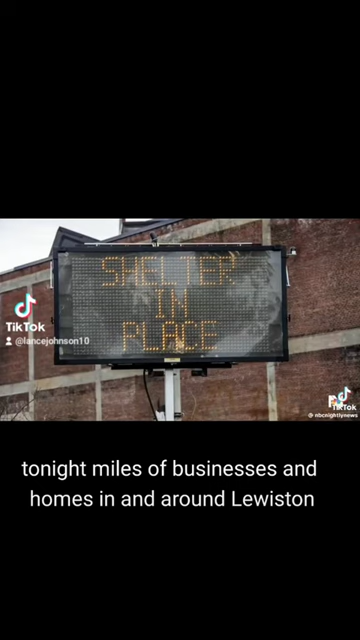 SHELTER
IN
PLACE
TikTok
@lancejohnson10
TikTok
nbcnightlynews
tonight miles of businesses and
homes in and around Lewiston